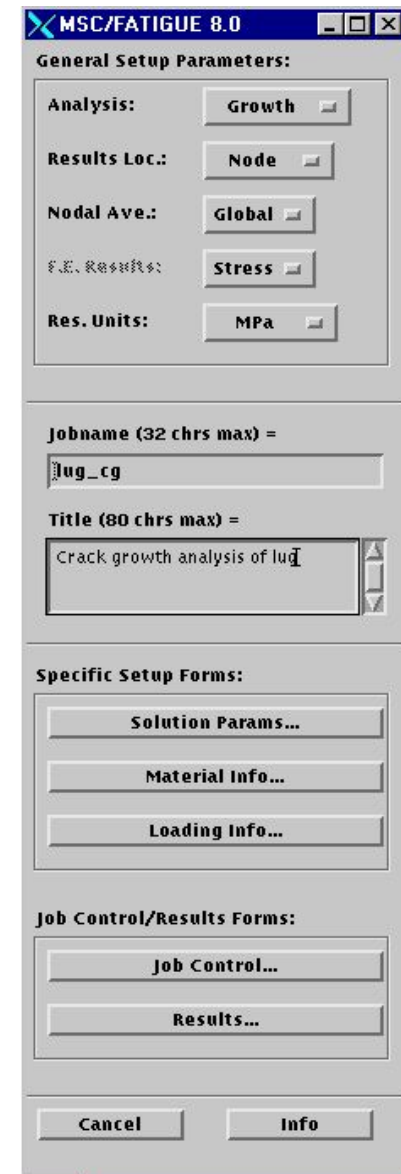 MSC/FATIGUE 8.0
General Setup Parameters:
Analysis: Growth
Results Loc.: Node
Nodal Ave.: Global
F.E. Results: Stress
Res. Units: MPa
Jobname (32 chrs max) =
lug_cg
Title (80 chrs max) =
Crack growth analysis of lug
Specific Setup Forms:
Solution Params...
Material Info...
Loading Info...
Job Control/Results Forms:
Job Control...
Results...
Cancel Info